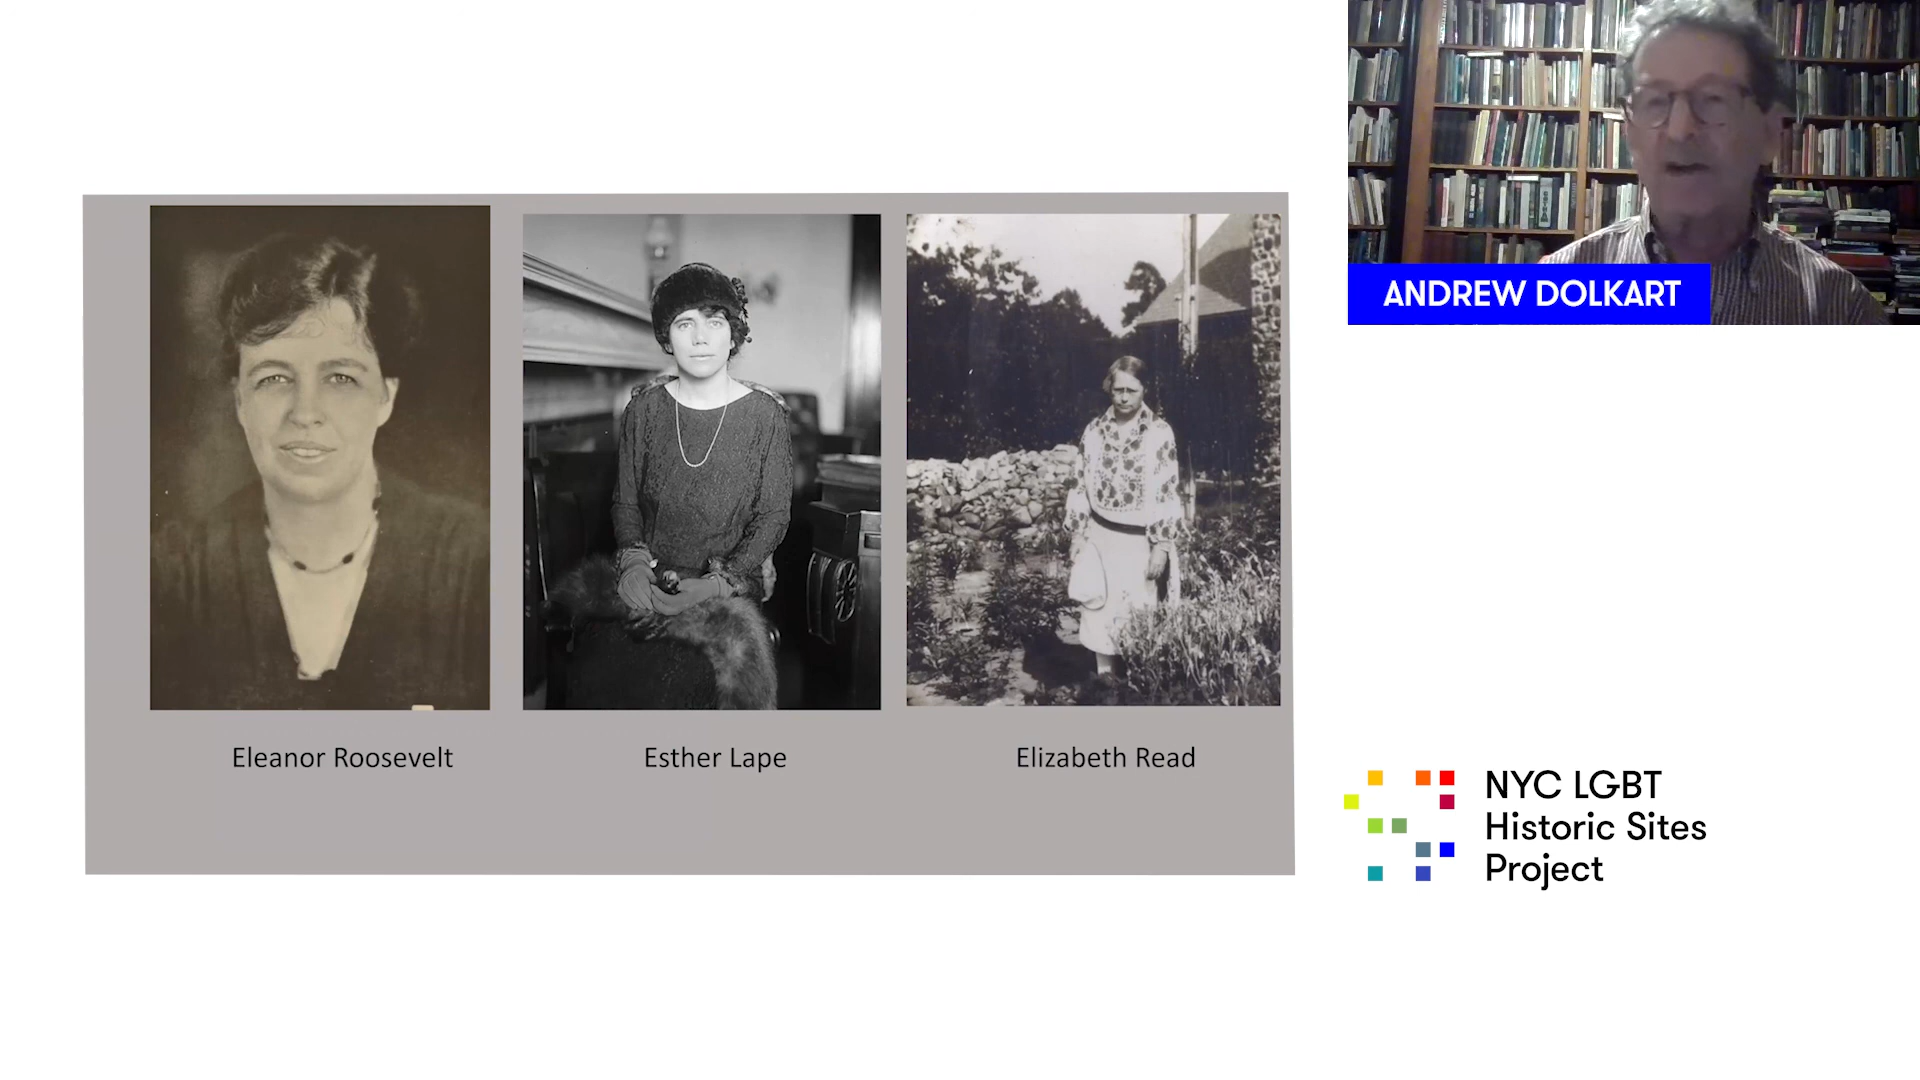 ANDREW DOLKART
Eleanor Roosevelt
Esther Lape
Elizabeth Read
NYC LGBT
Historic Sites
Project